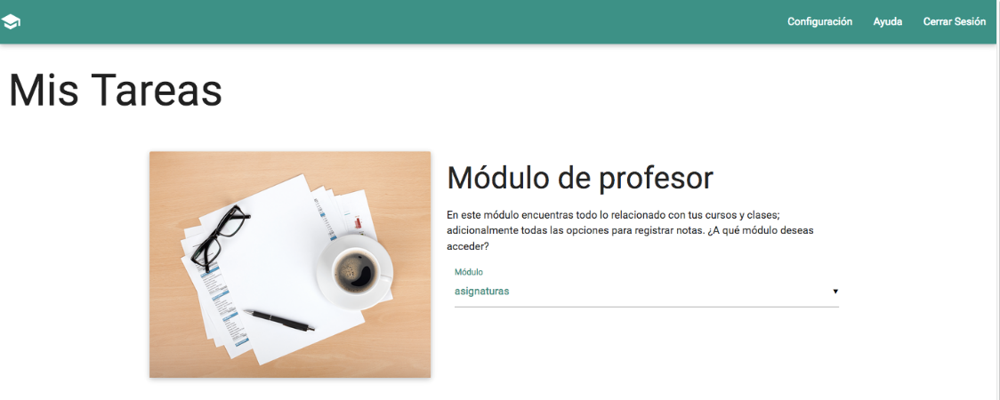 Configuración Ayuda Cerrar Sesión
Mis Tareas
Módulo de profesor
En este módulo encuentras todo lo relacionado con tus cursos y clases;
adicionalmente todas las opciones para registrar notas. ¿A qué módulo deseas
acceder?
Módulo
asignaturas